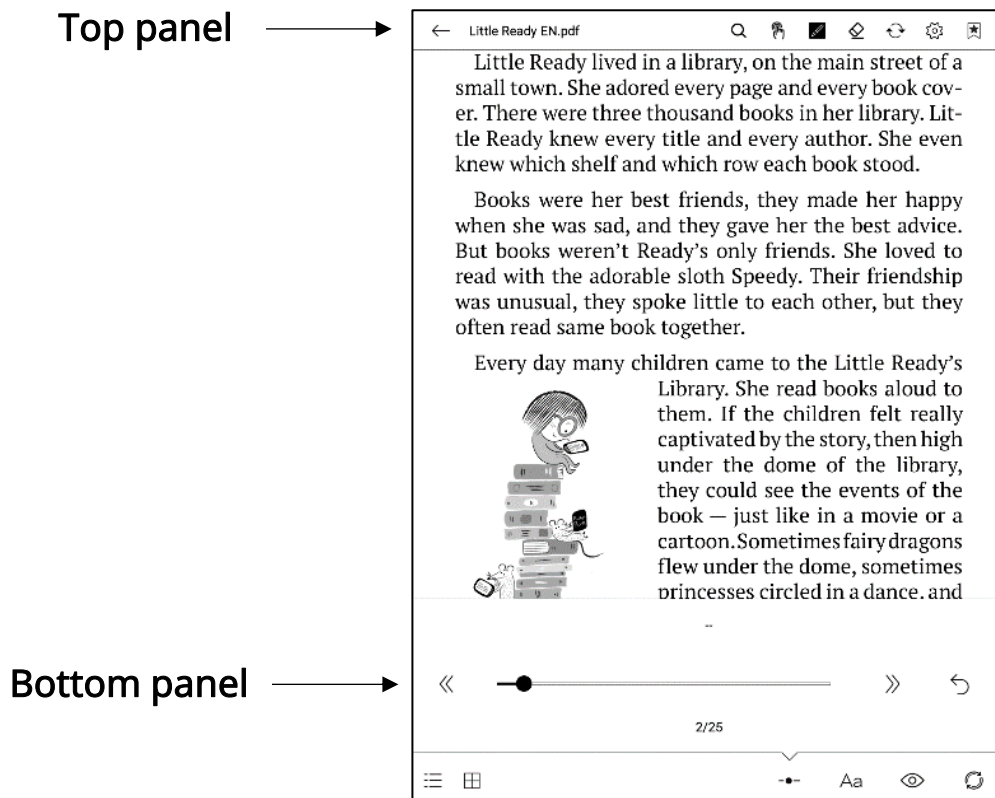 Top panel
Little Ready EN.pdf
Little Ready lived in a library, on the main street of a
small town. She adored every page and every book cov-
er. There were three thousand books in her library. Lit-
tle Ready knew every title and every author. She even
knew which shelf and which row each book stood.
Books were her best friends, they made her happy
when she was sad, and they gave her the best advice.
But books weren’t Ready’s only friends. She loved to
read with the adorable sloth Speedy. Their friendship
was unusual, they spoke little to each other, but they
often read same book together.
Every day many children came to the Little Ready’s
Library. She read books aloud to
them. If the children felt really
captivated by the story, then high
under the dome of the library,
they could see the events of the
book — just like in a movie or a
cartoon. Sometimes fairy dragons
flew under the dome, sometimes
princesses circled in a dance, and
--
Bottom panel
2/25
Aa